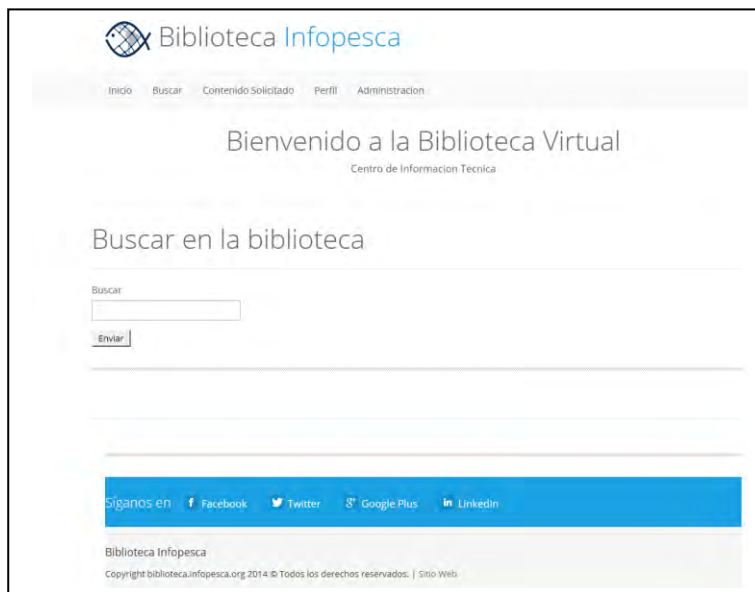 Biblioteca Infopesca
Inicio Buscar Contenido Solicitado Perfil Administracion
Bienvenido a la Biblioteca Virtual
Centro de Informacion Tecnica
Buscar en la biblioteca
Buscar
Enviar
Síganos en Facebook Twitter Google Plus LinkedIn
Biblioteca Infopesca
Copyright biblioteca.infopesca.org 2014 © Todos los derechos reservados. | Sitio Web